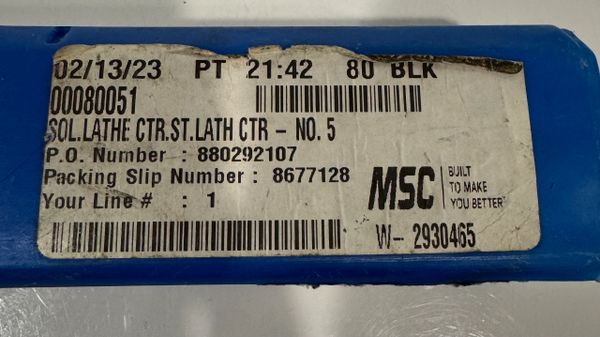 02/13/23 PT 21:42 80 BLK
00080051
SOL.LATHE CTR.ST.LATH CTR - NO. 5
P.O. Number : 880292107
Packing Slip Number : 8677128
Your Line # : 1
MSC
BUILT
TO MAKE
YOU BETTER™
W- 2930465